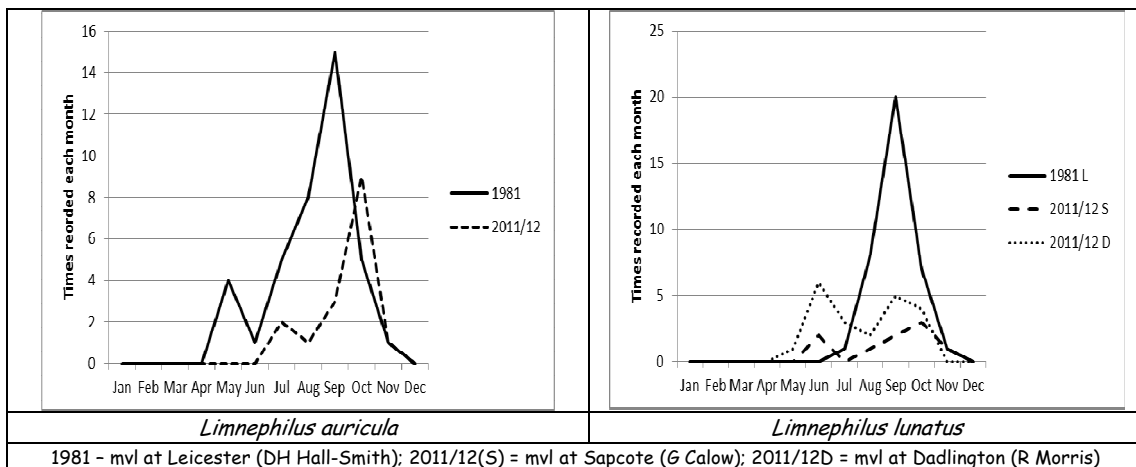 16
14
12
10
8
6
4
2
0
Times reorded each month
Jan Feb Mar Apr May Jun Jul Aug Sep Oct Nov Dec
1981
2011/12
Limnephilus auricula
25
20
15
10
5
0
Times recorded each month
Jan Feb Mar Apr May Jun Jul Aug Sep Oct Nov Dec
1981 L
2011/12 S
2011/12 D
Limnephilus lunatus
1981 – mvl at Leicester (DH Hall-Smith); 2011/12(S) = mvl at Sapcote (G Calow); 2011/12D = mvl at Dadlington (R Morris)